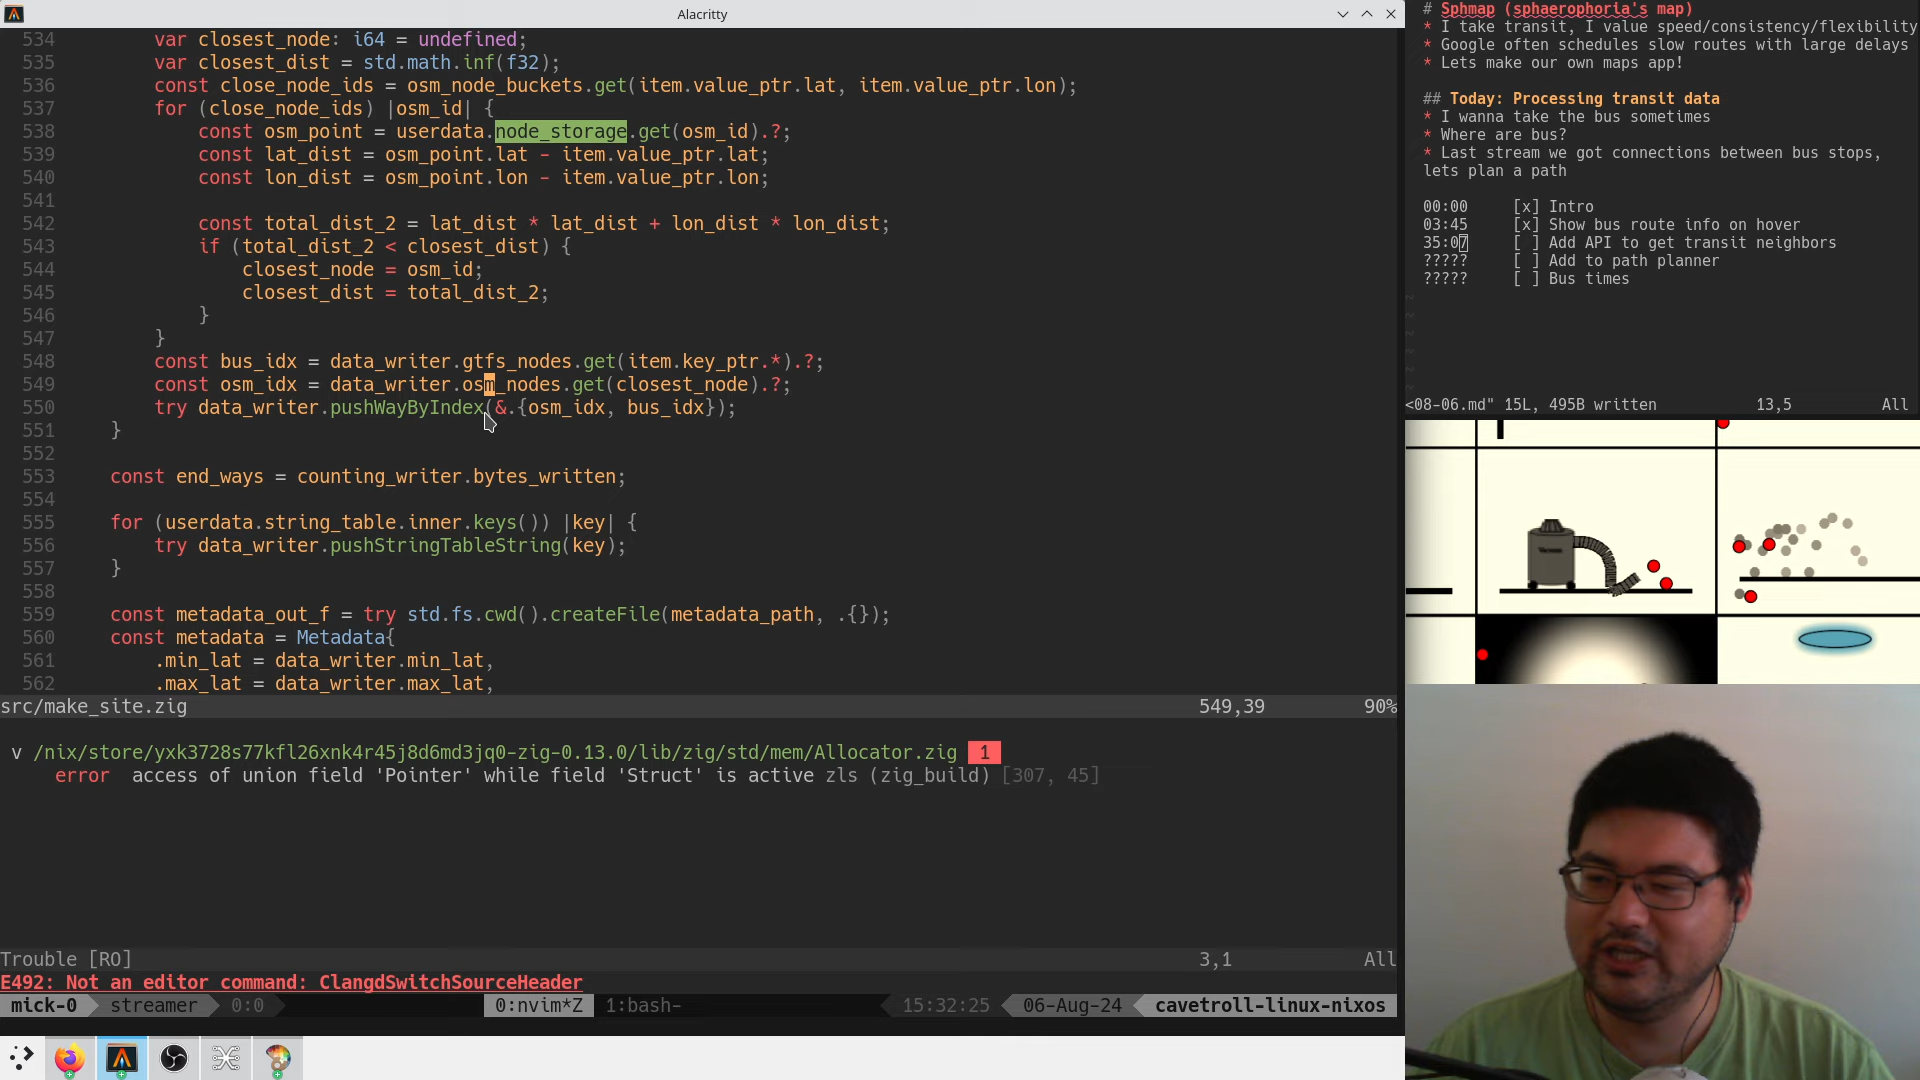 Alacritty
534 var closest_node: i64 = undefined;
535 var closest_dist = std.math.inf(f32);
536 const close_node_ids = osm_node_buckets.get(item.value_ptr.lat, item.value_ptr.lon);
537 for (close_node_ids) |osm_id| {
538 const osm_point = userdata.node_storage.get(osm_id).?;
539 const lat_dist = osm_point.lat - item.value_ptr.lat;
540 const lon_dist = osm_point.lon - item.value_ptr.lon;
541
542 const total_dist_2 = lat_dist * lat_dist + lon_dist * lon_dist;
543 if (total_dist_2 < closest_dist) {
544 closest_node = osm_id;
545 closest_dist = total_dist_2;
546 }
547 }
548 const bus_idx = data_writer.gtfs_nodes.get(item.key_ptr.*).?;
549 const osm_idx = data_writer.osm_nodes.get(closest_node).?;
550 try data_writer.pushWayByIndex(&.{osm_idx, bus_idx});
551 }
552
553 const end_ways = counting_writer.bytes_written;
554
555 for (userdata.string_table.inner.keys()) |key| {
556 try data_writer.pushStringTableString(key);
557 }
558
559 const metadata_out_f = try std.fs.cwd().createFile(metadata_path, .{});
560 const metadata = Metadata{
561 .min_lat = data_writer.min_lat,
562 .max_lat = data_writer.max_lat,
src/make_site.zig 549,39 90%
v /nix/store/yxk3728s77kfl26xnk4r45j8d6md3jq0-zig-0.13.0/lib/zig/std/mem/Allocator.zig 1
error access of union field 'Pointer' while field 'Struct' is active zls (zig_build) [307, 45]
Trouble [RO] 3,1 All
E492: Not an editor command: ClangdSwitchSourceHeader
mick-0 streamer 0:0 0:nvim*Z 1:bash- 15:32:25 06-Aug-24 cavetroll-linux-nixos
# Sphmap (sphaerophoria's map)
* I take transit, I value speed/consistency/flexibility
* Google often schedules slow routes with large delays
* Lets make our own maps app!
## Today: Processing transit data
* I wanna take the bus sometimes
* Where are bus?
* Last stream we got connections between bus stops,
lets plan a path
00:00 [x] Intro
03:45 [x] Show bus route info on hover
35:07 [ ] Add API to get transit neighbors
????? [ ] Add to path planner
????? [ ] Bus times
~
~
~
~
~
~
<08-06.md" 15L, 495B written 13,5 All
Vacuum